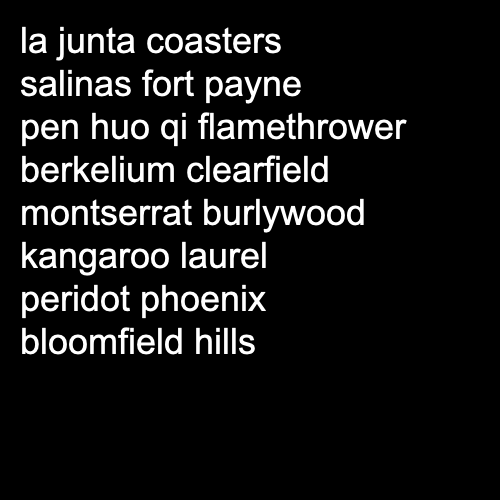 la junta coasters
salinas fort payne
pen huo qi flamethrower
berkelium clearfield
montserrat burlywood
kangaroo laurel
peridot phoenix
bloomfield hills